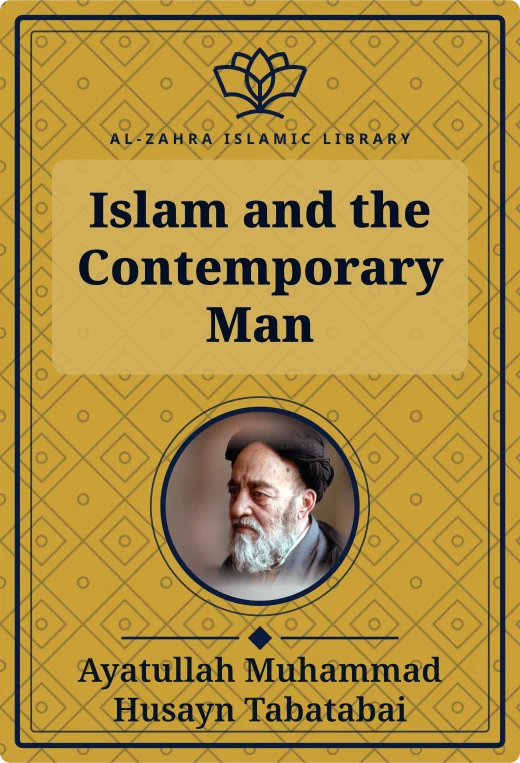 AL-ZAHRA ISLAMIC LIBRARY
Islam and the
Contemporary
Man
Ayatullah Muhammad
Husayn Tabatabai